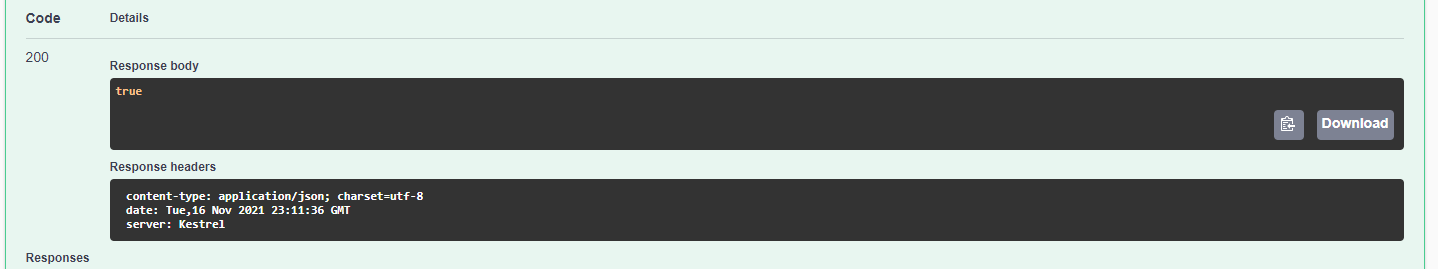 Code Details
200
Response body
true
Download
Response headers
content-type: application/json; charset=utf-8
date: Tue,16 Nov 2021 23:11:36 GMT
server: Kestrel
Responses